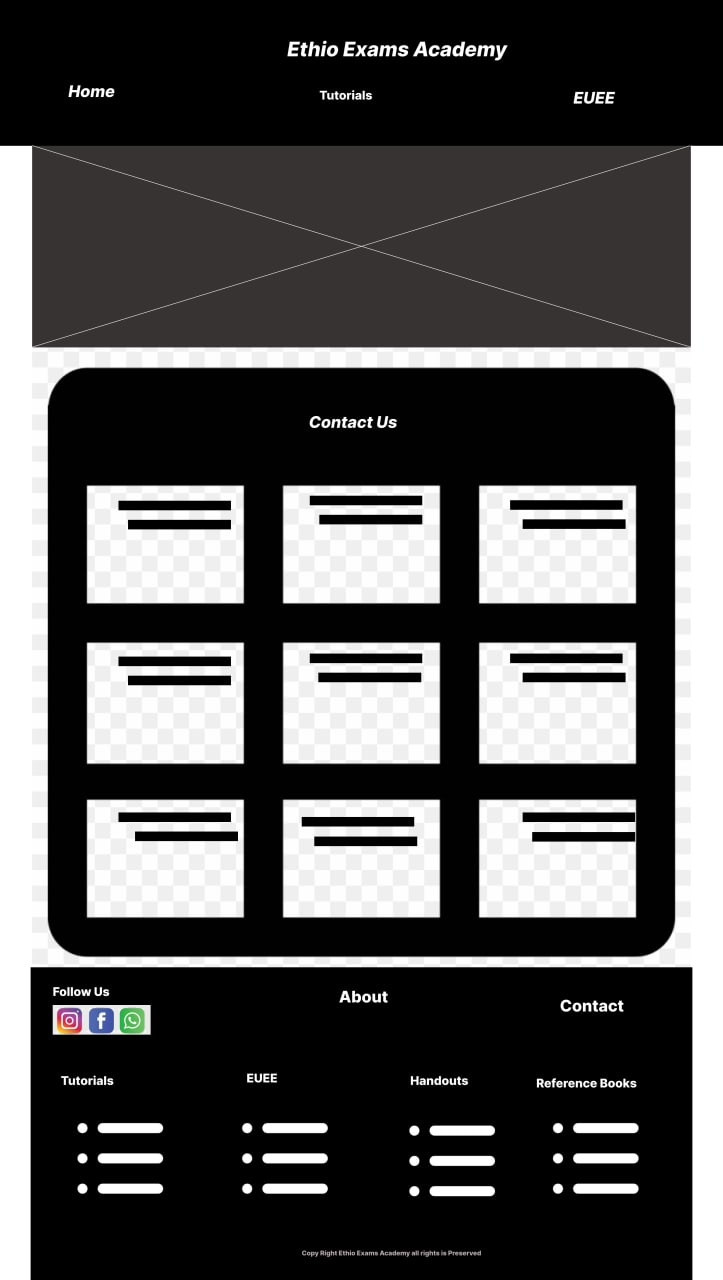 Ethio Exams Academy
Home
Tutorials
EUEE
Contact Us
Follow Us
About
Contact
Tutorials
EUEE
Handouts
Reference Books
Copy Right Ethio Exams Academy all rights is Preserved